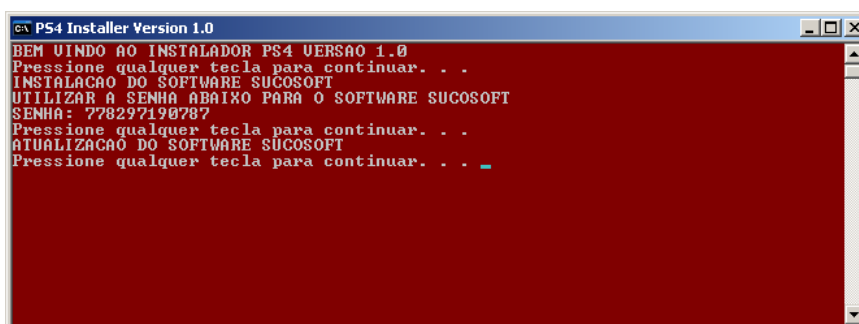 PS4 Installer Version 1.0
BEM VINDO AO INSTALADOR PS4 VERSAO 1.0
Pressione qualquer tecla para continuar. . .
INSTALACAO DO SOFTWARE SUCOSOFT
UTILIZAR A SENHA ABAIXO PARA O SOFTWARE SUCOSOFT
SENHA: 778297190787
Pressione qualquer tecla para continuar. . .
ATUALIZACAO DO SOFTWARE SUCOSOFT
Pressione qualquer tecla para continuar. . .